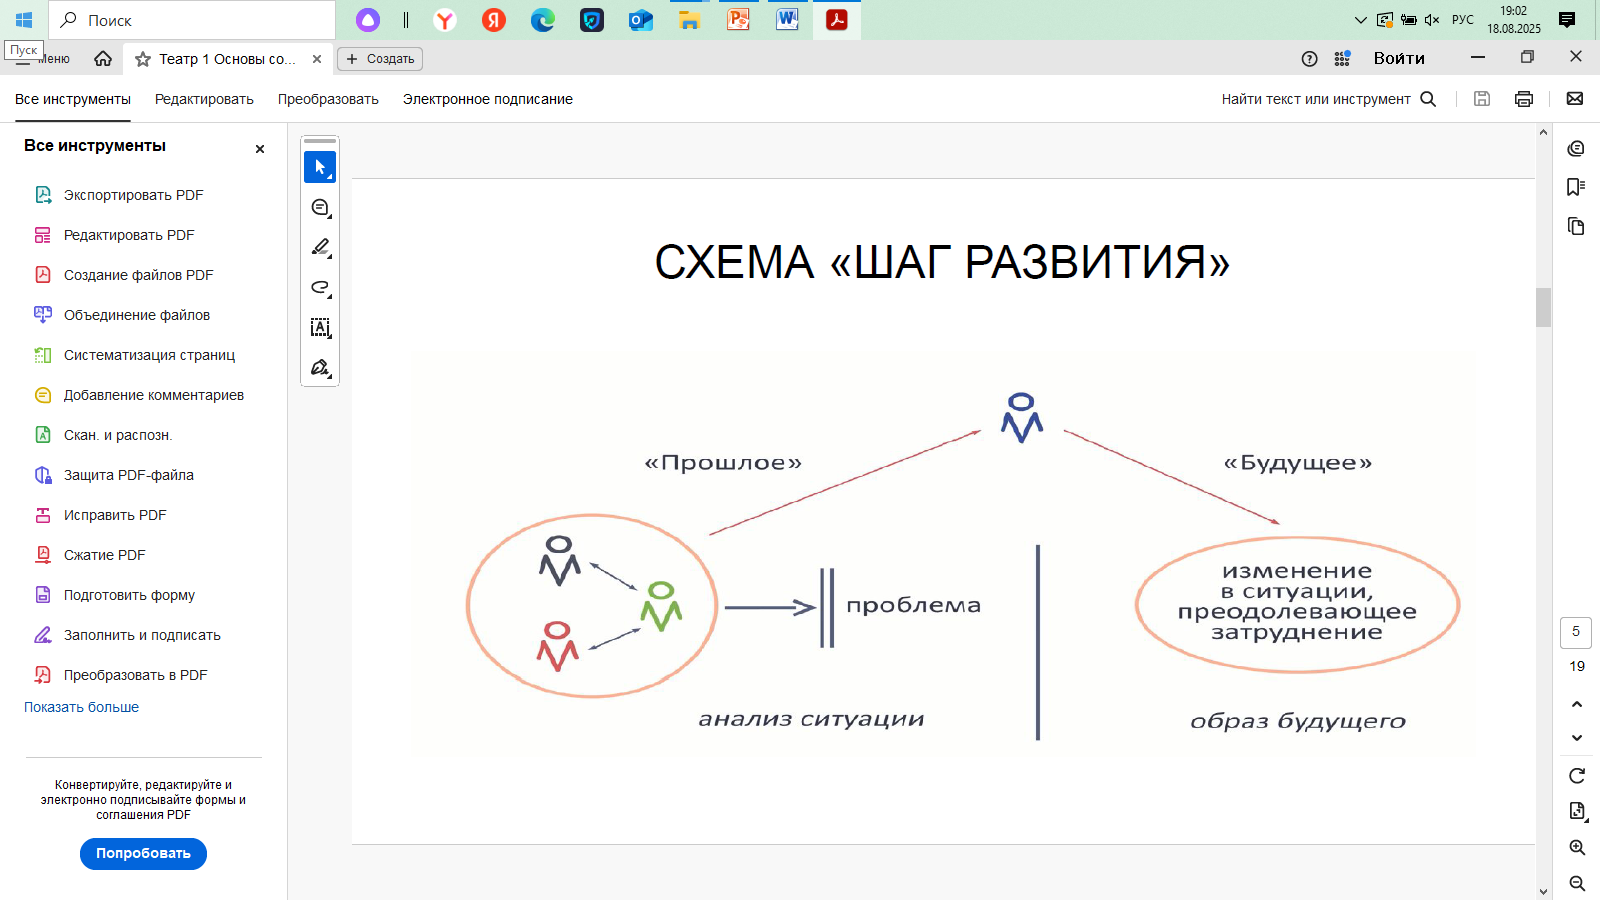 Поиск
РУС
19:02
18.08.2025
Пуск
Меню
Театр 1 Основы со...
Создать
Войти
Все инструменты
Редактировать
Преобразовать
Электронное подписание
Найти текст или инструмент
Все инструменты
Экспортировать PDF
Редактировать PDF
Создание файлов PDF
Объединение файлов
Систематизация страниц
Добавление комментариев
Скан. и распозн.
Защита PDF-файла
Исправить PDF
Сжатие PDF
Подготовить форму
Заполнить и подписать
Преобразовать в PDF
Показать больше
Конвертируйте, редактируйте и
электронно подписывайте формы и
соглашения PDF
Попробовать
СХЕМА «ШАГ РАЗВИТИЯ»
«Прошлое»
«Будущее»
проблема
изменение
в ситуации,
преодолевающее
затруднение
анализ ситуации
образ будущего
5
19